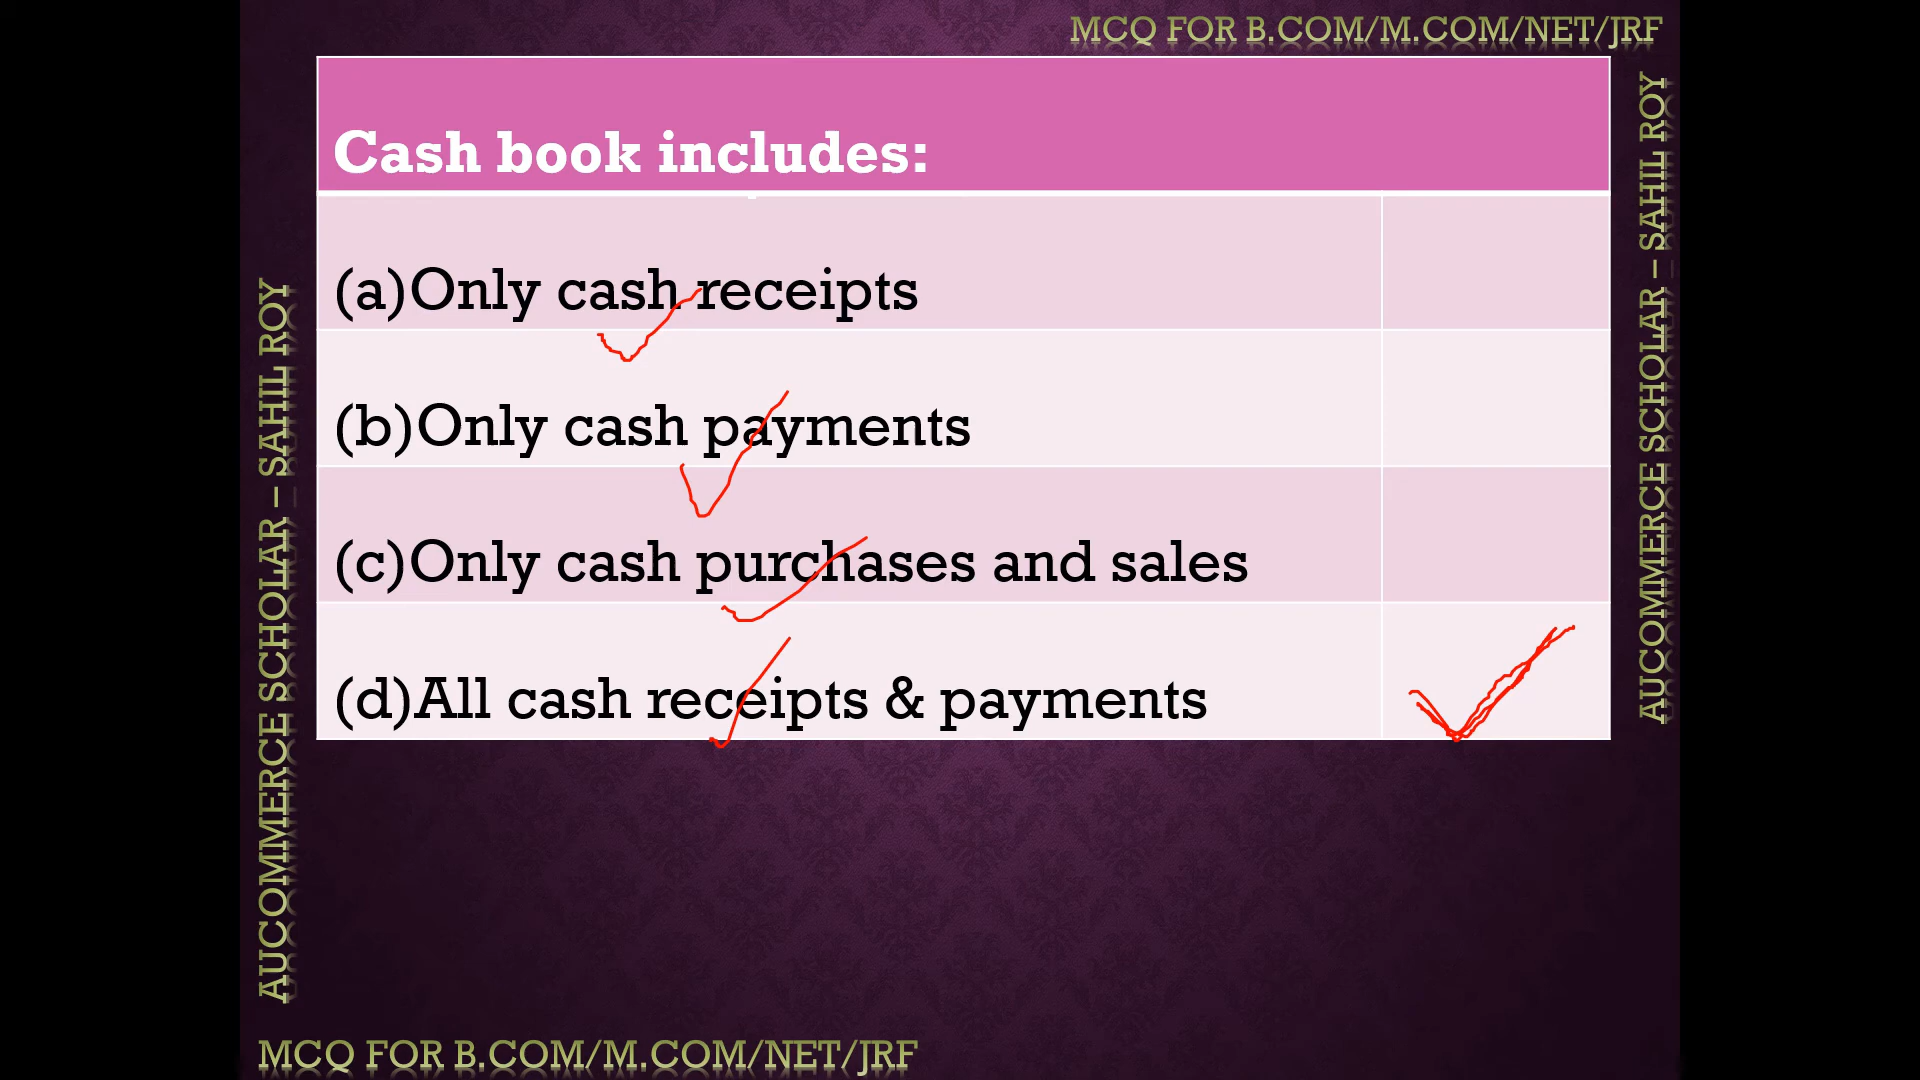 MCQ FOR B.COM/M.COM/NET/JRF
Cash book includes:
(a)Only cash receipts
(b)Only cash payments
(c)Only cash purchases and sales
(d)All cash receipts & payments
AUCOMMERCE SCHOLAR – SAHIL ROY
AUCOMMERCE SCHOLAR – SAHIL ROY
MCQ FOR B.COM/M.COM/NET/JRF